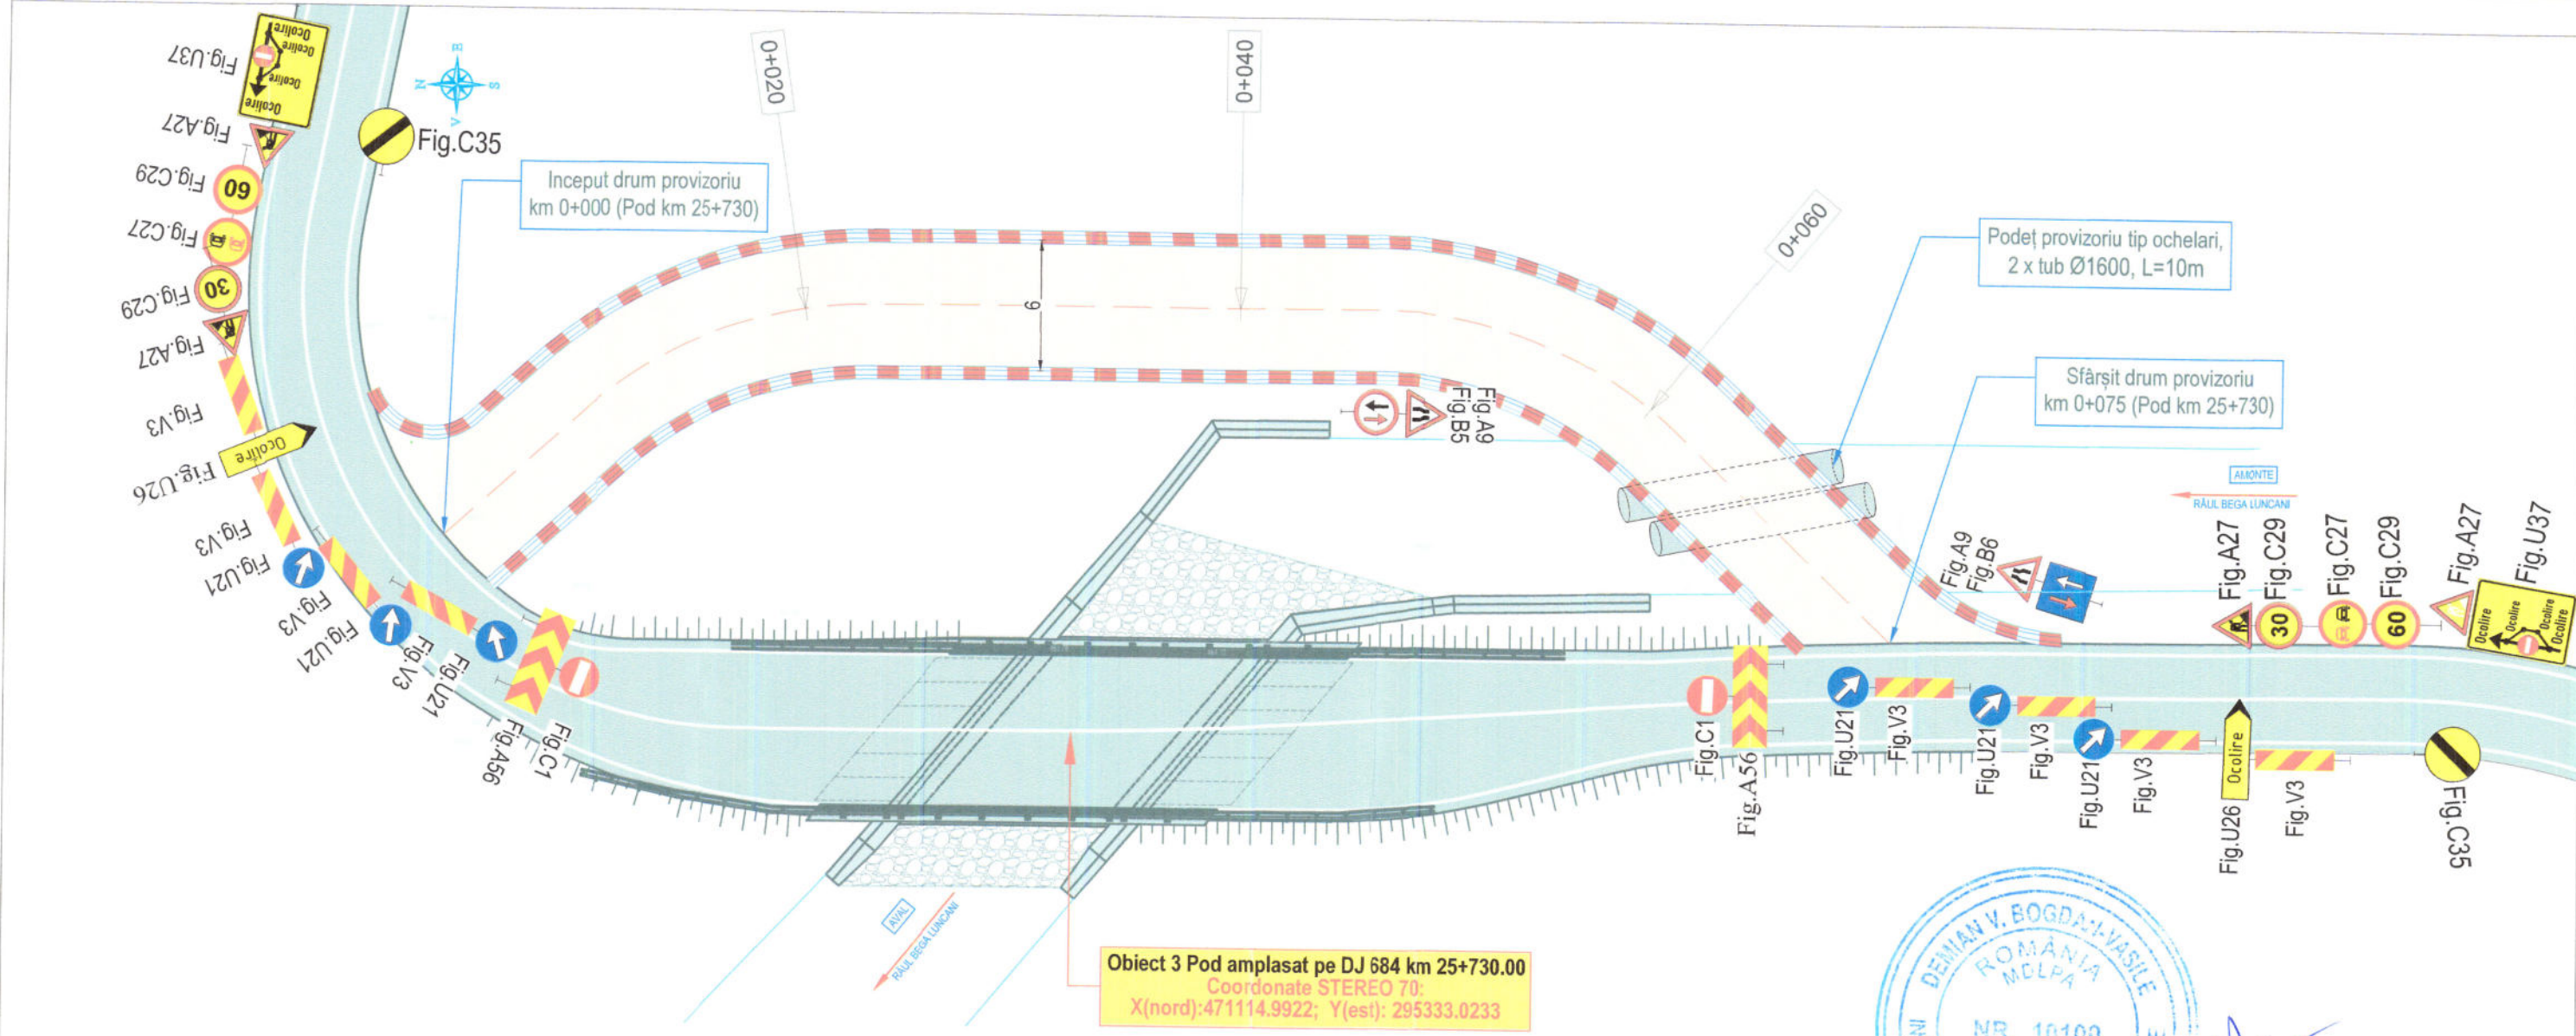 Ocolire
Ocolire
Ocolire
Ocolire
Ocolire
Fig.U37
Fig.A27
60
Fig.C29
Fig.C27
30
Fig.C29
Fig.A27
Fig.V3
Ocolire
Fig.U26
Fig.V3
Fig.U21
Fig.V3
Fig.U21
Fig.V3
Fig.U21
Fig.A56
Fig.C1
Fig.C35
N
E
S
V
Inceput drum provizoriu
km 0+000 (Pod km 25+730)
0+020
0+040
0+060
6
Fig.A9
Fig.B5
Podeț provizoriu tip ochelari,
2 x tub Ø1600, L=10m
Sfârșit drum provizoriu
km 0+075 (Pod km 25+730)
AMONTE
RÂUL BEGA LUNCANI
Fig.A9
Fig.B6
Fig.A27
30
Fig.C29
Fig.C27
60
Fig.C29
Fig.A27
Fig.U37
Ocolire
Ocolire
Ocolire
Ocolire
Fig.C1
Fig.A56
Fig.U21
Fig.V3
Fig.U21
Fig.V3
Fig.U21
Fig.V3
Ocolire
Fig.U26
Fig.V3
Fig.C35
AVAL
RÂUL BEGA LUNCANI
Obiect 3 Pod amplasat pe DJ 684 km 25+730.00
Coordonate STEREO 70:
X(nord):471114.9922; Y(est): 295333.0233
DEMIAN V. BOGDAN-VASILE
ROMÂNIA
MDLPA